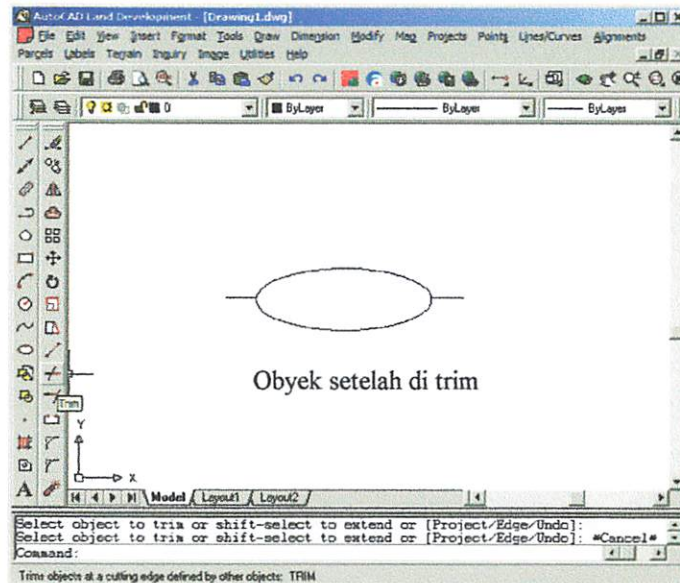 AutoCAD Land Development - [Drawing1.dwg]
File Edit View Insert Format Tools Draw Dimension Modify Map Projects Points Lines/Curves Alignments
Parcels Labels Terrain Inquiry Image Utilities Help
0 ByLayer ByLayer ByLayer
Obyek setelah di trim
Trim
Y
X
A
Model Layout1 Layout2
Select object to trim or shift-select to extend or [Project/Edge/Undo]:
Select object to trim or shift-select to extend or [Project/Edge/Undo]: *Cancel*
Command:
Trims objects at a cutting edge defined by other objects: TRIM